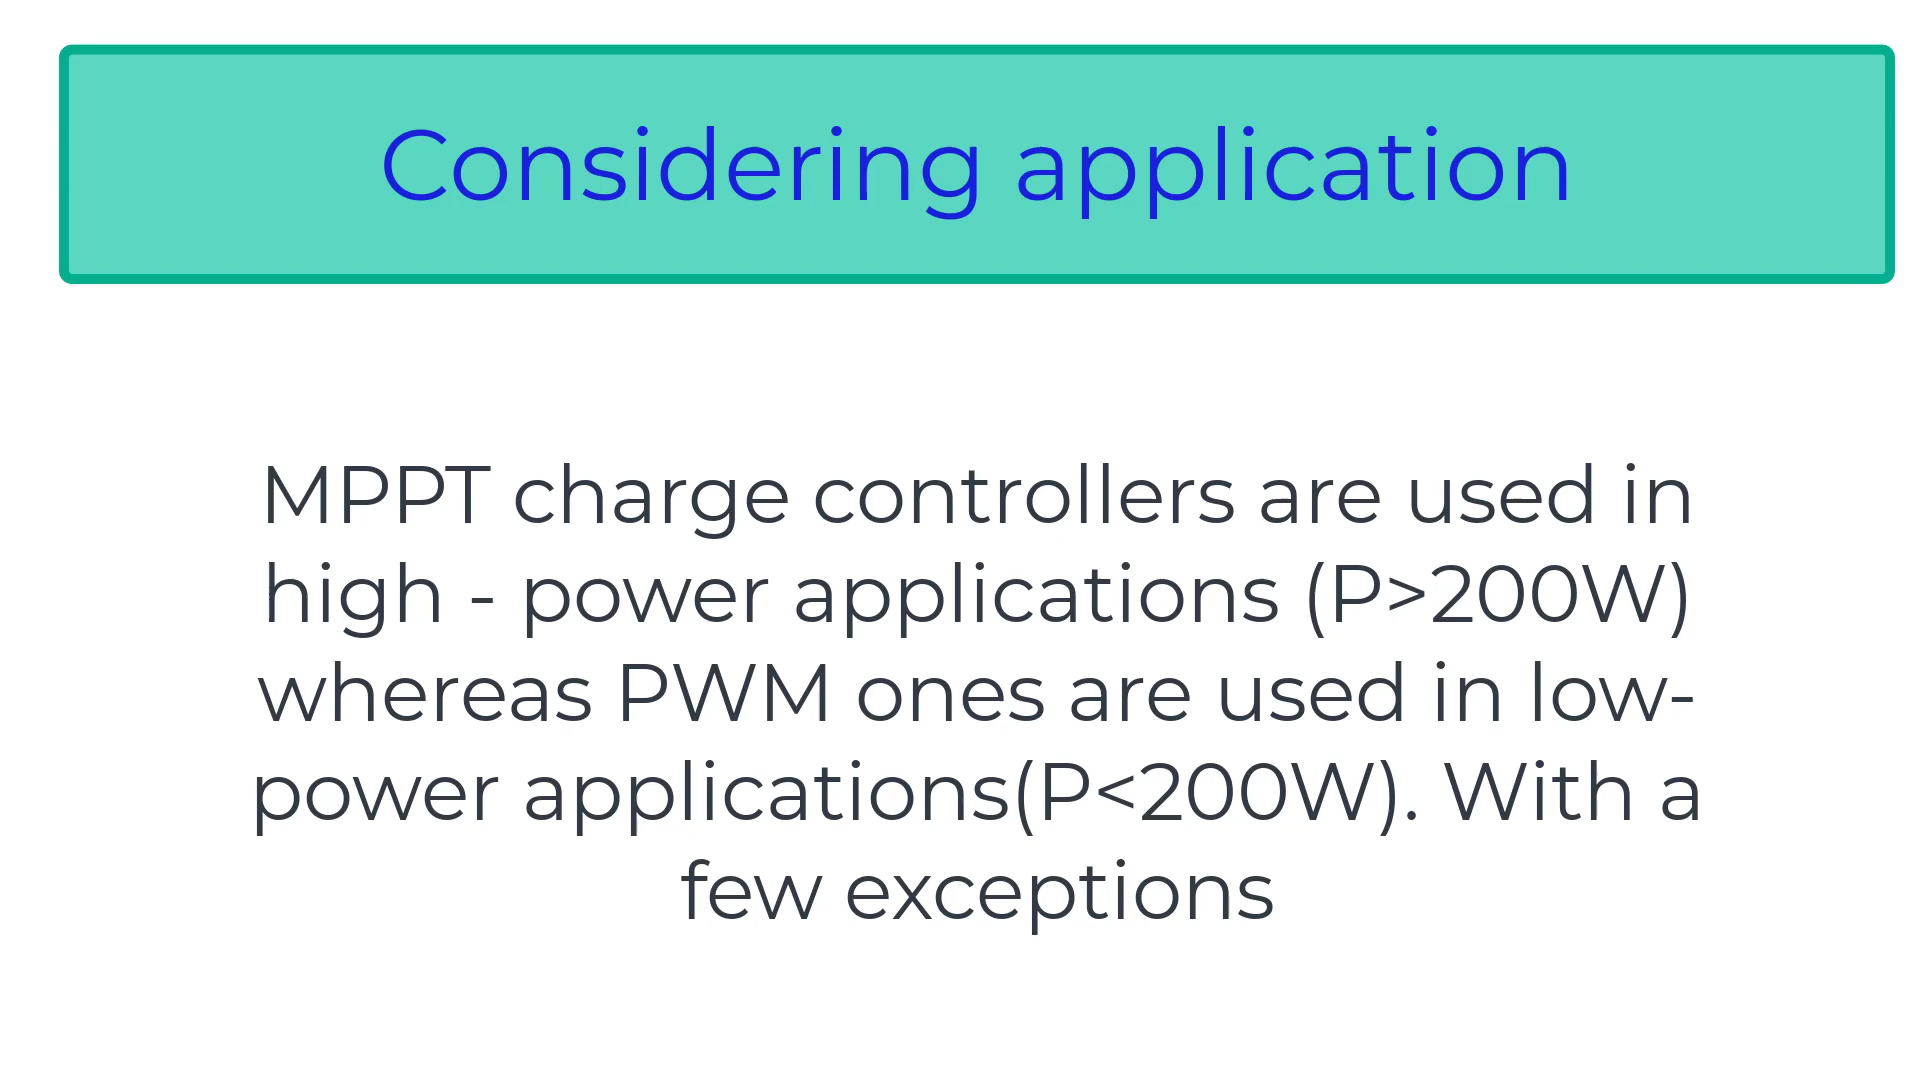 Considering application
MPPT charge controllers are used in
high - power applications (P>200W)
whereas PWM ones are used in low-
power applications(P<200W). With a
few exceptions